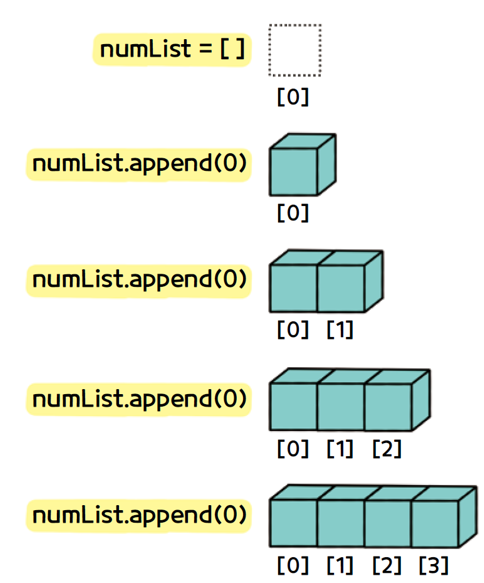 numList = [ ]
[0]
numList.append(0)
[0]
numList.append(0)
[0] [1]
numList.append(0)
[0] [1] [2]
numList.append(0)
[0] [1] [2] [3]